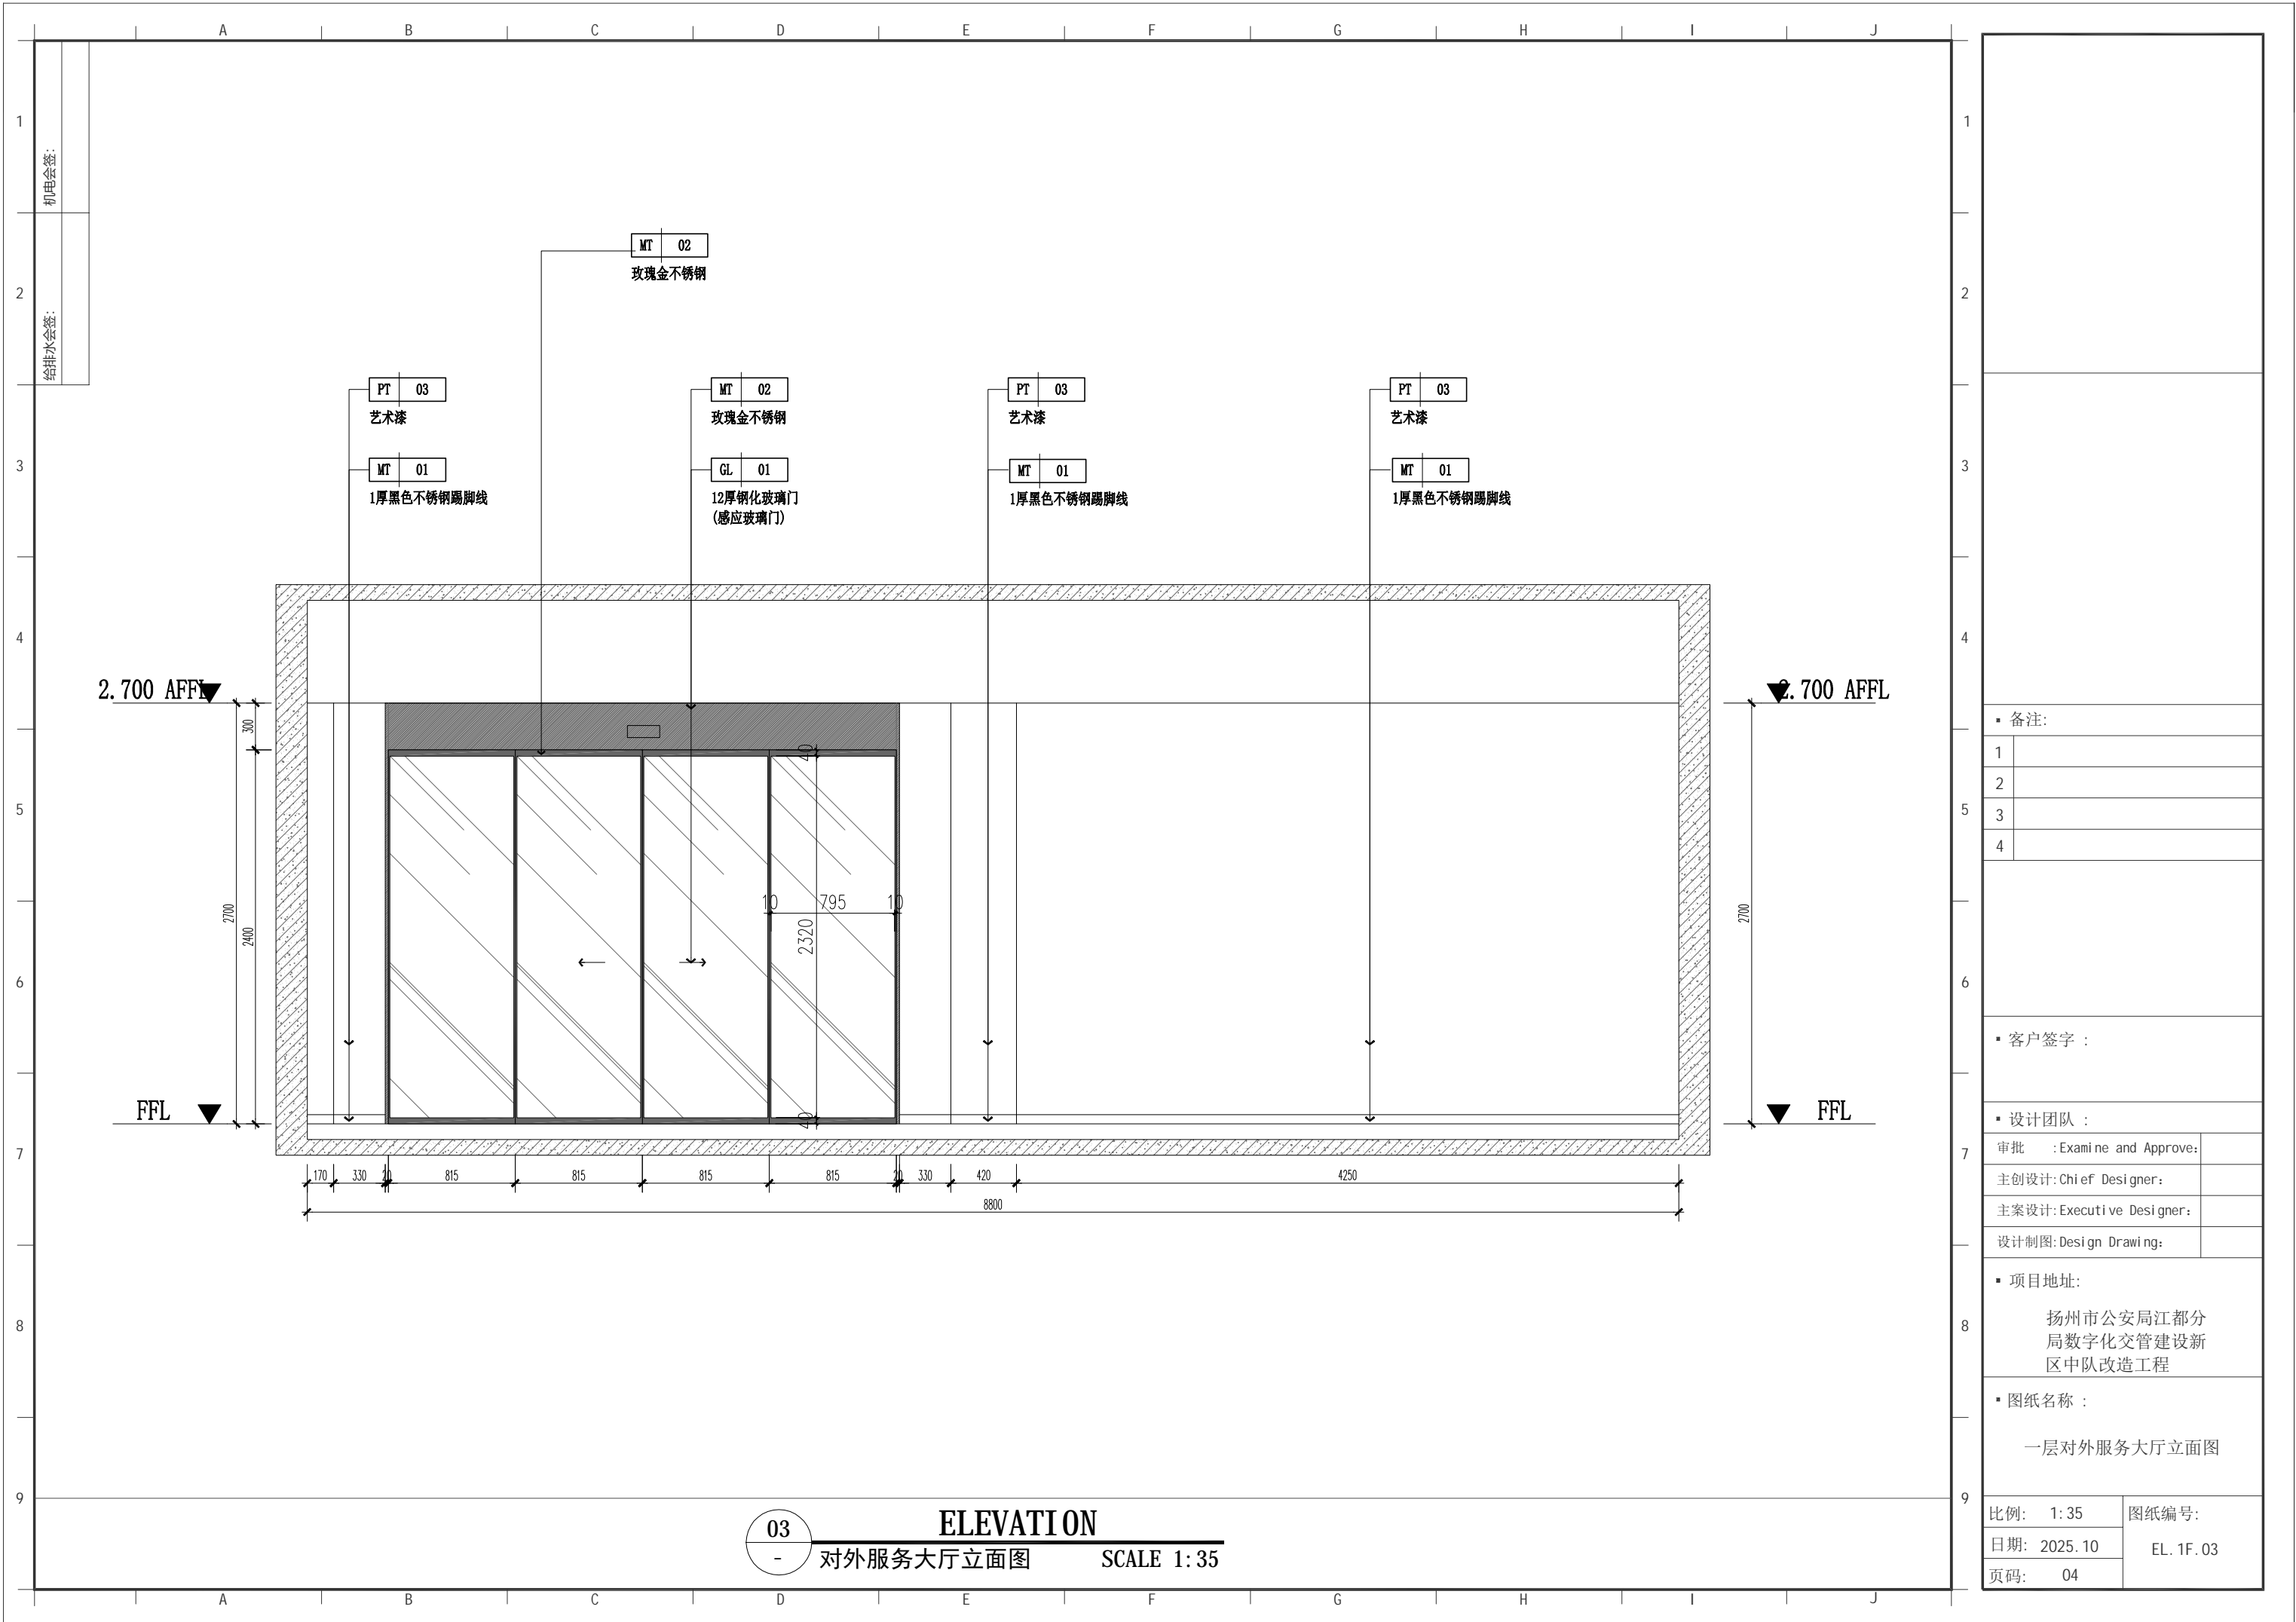 A B C D E F G H I J
1
2
3
4
5
6
7
8
9
机电会签:
给排水会签:
MT 02
玫瑰金不锈钢
PT 03
艺术漆
MT 02
玫瑰金不锈钢
PT 03
艺术漆
PT 03
艺术漆
MT 01
1厚黑色不锈钢踢脚线
GL 01
12厚钢化玻璃门
(感应玻璃门)
MT 01
1厚黑色不锈钢踢脚线
MT 01
1厚黑色不锈钢踢脚线
2.700 AFFL
2.700 AFFL
300
2700
2400
40
10 795 10
2320
40
2700
FFL
FFL
170 330 20 815 815 815 815 20 330 420 4250
8800
03
-
ELEVATION
对外服务大厅立面图 SCALE 1:35
A B C D E F G H I J
1
2
3
4
5
6
7
8
9
▪ 备注:
1
2
3
4
▪ 客户签字 :
▪ 设计团队 :
审批 :Examine and Approve:
主创设计:Chief Designer:
主案设计:Executive Designer:
设计制图:Design Drawing:
▪ 项目地址:
扬州市公安局江都分
局数字化交管建设新
区中队改造工程
▪ 图纸名称 :
一层对外服务大厅立面图
比例: 1:35
图纸编号:
日期: 2025.10
EL.1F.03
页码: 04